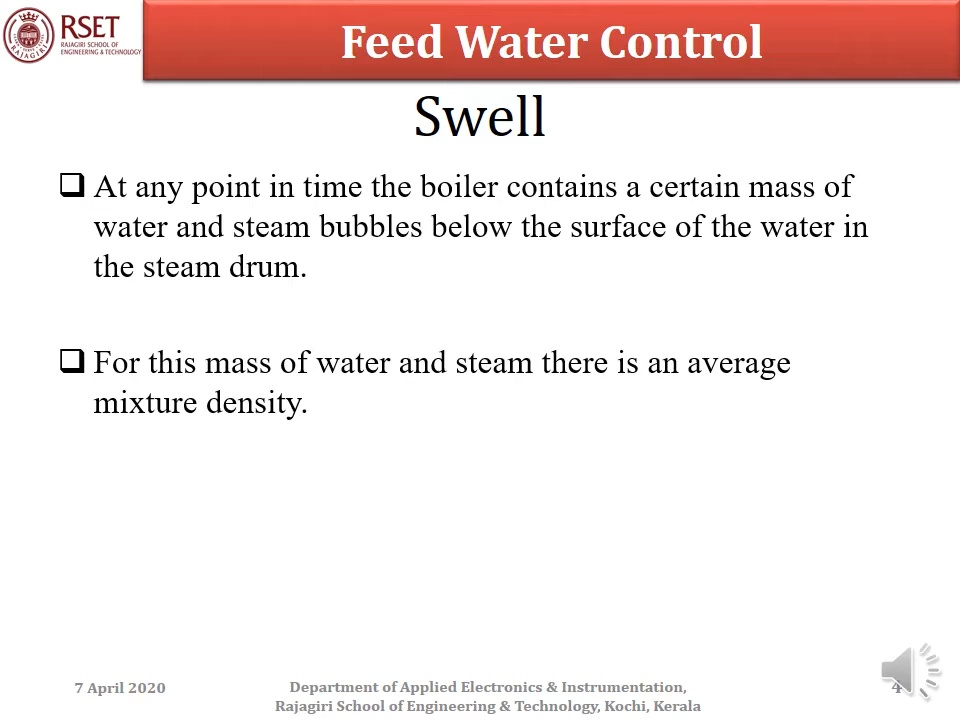 RSET
RAJAGIRI SCHOOL OF
ENGINEERING & TECHNOLOGY
RAJAGIRI
Feed Water Control
Swell
At any point in time the boiler contains a certain mass of
water and steam bubbles below the surface of the water in
the steam drum.
For this mass of water and steam there is an average
mixture density.
7 April 2020
Department of Applied Electronics & Instrumentation,
Rajagiri School of Engineering & Technology, Kochi, Kerala
4